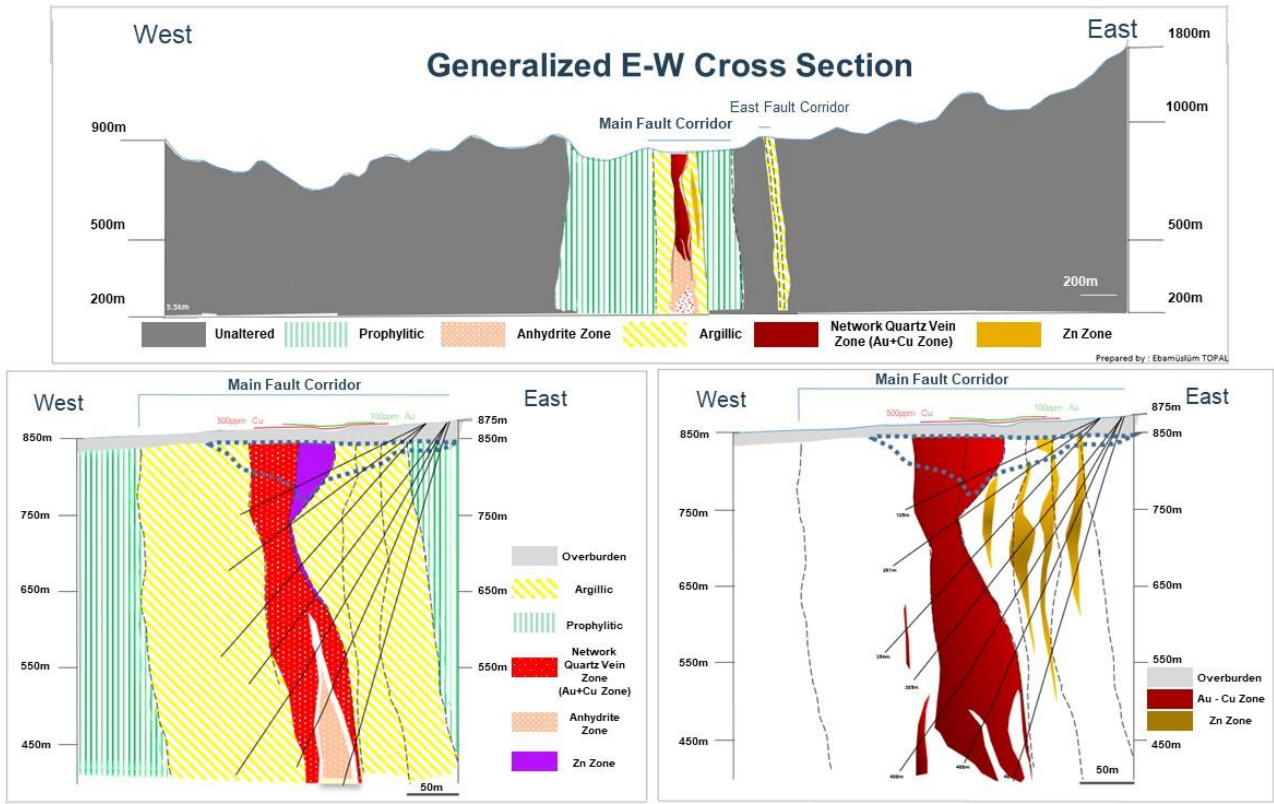 West
East
1800m
Generalized E-W Cross Section
East Fault Corridor
1000m
Main Fault Corridor
900m
500m
500m
200m
200m
200m
5.5km
Unaltered
Prophylitic
Anhydrite Zone
Argillic
Network Quartz Vein
Zone (Au+Cu Zone)
Zn Zone
Prepared by : Ebamüslüm TOPAL
Main Fault Corridor
West
East
500ppm Cu
100ppm Au
875m
850m
850m
750m
750m
650m
650m
550m
550m
450m
Overburden
Argillic
Prophylitic
Network
Quartz Vein
Zone
(Au+Cu Zone)
Anhydrite
Zone
Zn Zone
50m
Main Fault Corridor
West
East
500ppm Cu
100ppm Au
875m
850m
850m
750m
750m
650m
650m
550m
550m
450m
450m
Overburden
Au - Cu Zone
Zn Zone
50m